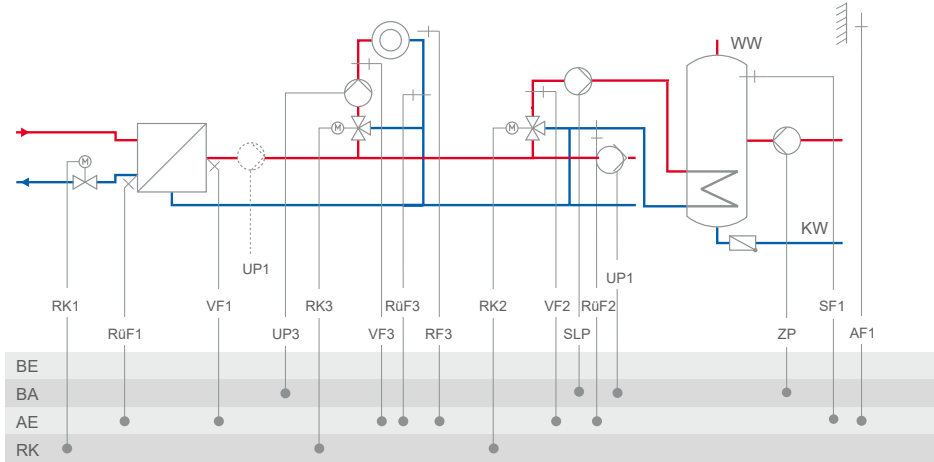 WW
M
M
M
KW
UP1
UP1
RK1
VF1
RK3
RüF3
RK2
VF2
RüF2
SF1
RüF1
UP3
VF3
RF3
SLP
ZP
AF1
BE
BA
AE
RK